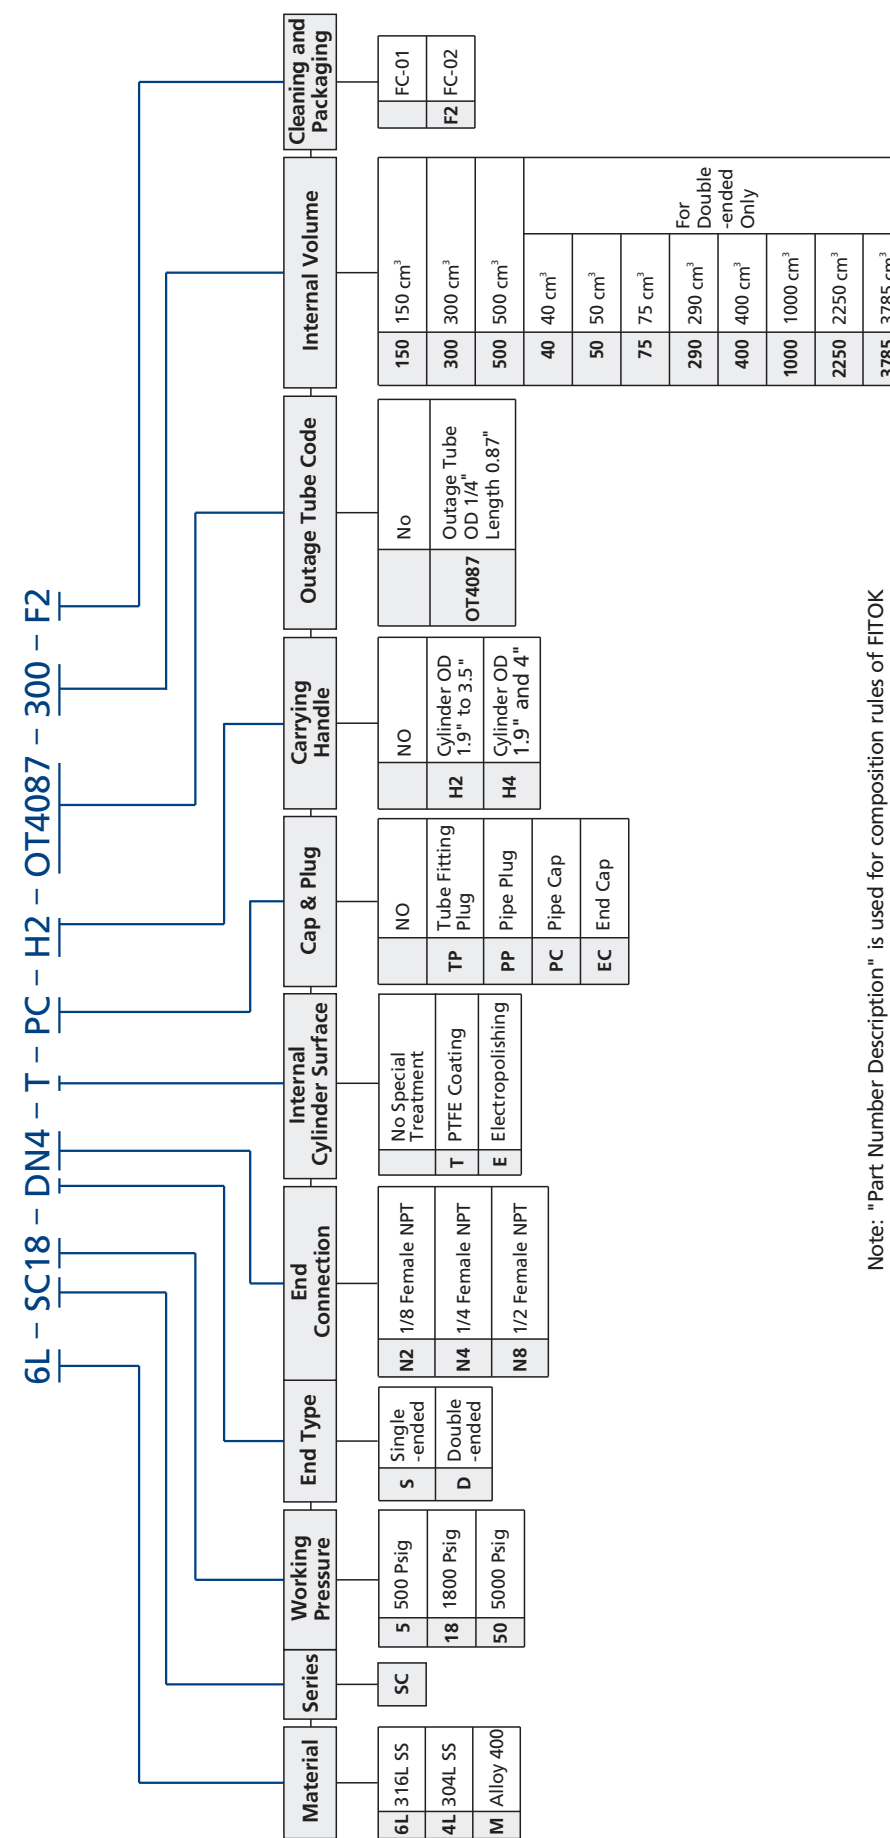 6L – SC18 – DN4 – T – PC – H2 – OT4087 – 300 – F2
Material
6L 316L SS
4L 304L SS
M Alloy 400
Series
SC
Working
Pressure
5 500 Psig
18 1800 Psig
50 5000 Psig
End Type
S Single
-ended
D Double
-ended
End
Connection
N2 1/8 Female NPT
N4 1/4 Female NPT
N8 1/2 Female NPT
Internal
Cylinder Surface
No Special
Treatment
T PTFE Coating
E Electropolishing
Cap & Plug
NO
TP Tube Fitting
Plug
PP Pipe Plug
PC Pipe Cap
EC End Cap
Carrying
Handle
NO
H2 Cylinder OD
1.9" to 3.5"
H4 Cylinder OD
1.9" and 4"
Outage Tube Code
No
OT4087 Outage Tube
OD 1/4"
Length 0.87"
Internal Volume
150 150 cm³
300 300 cm³
500 500 cm³
40 40 cm³
50 50 cm³
75 75 cm³
290 290 cm³
400 400 cm³
1000 1000 cm³
2250 2250 cm³
3785 3785 cm³
For
Double
-ended
Only
Cleaning and
Packaging
FC-01
F2 FC-02
Note: "Part Number Description" is used for composition rules of FITOK